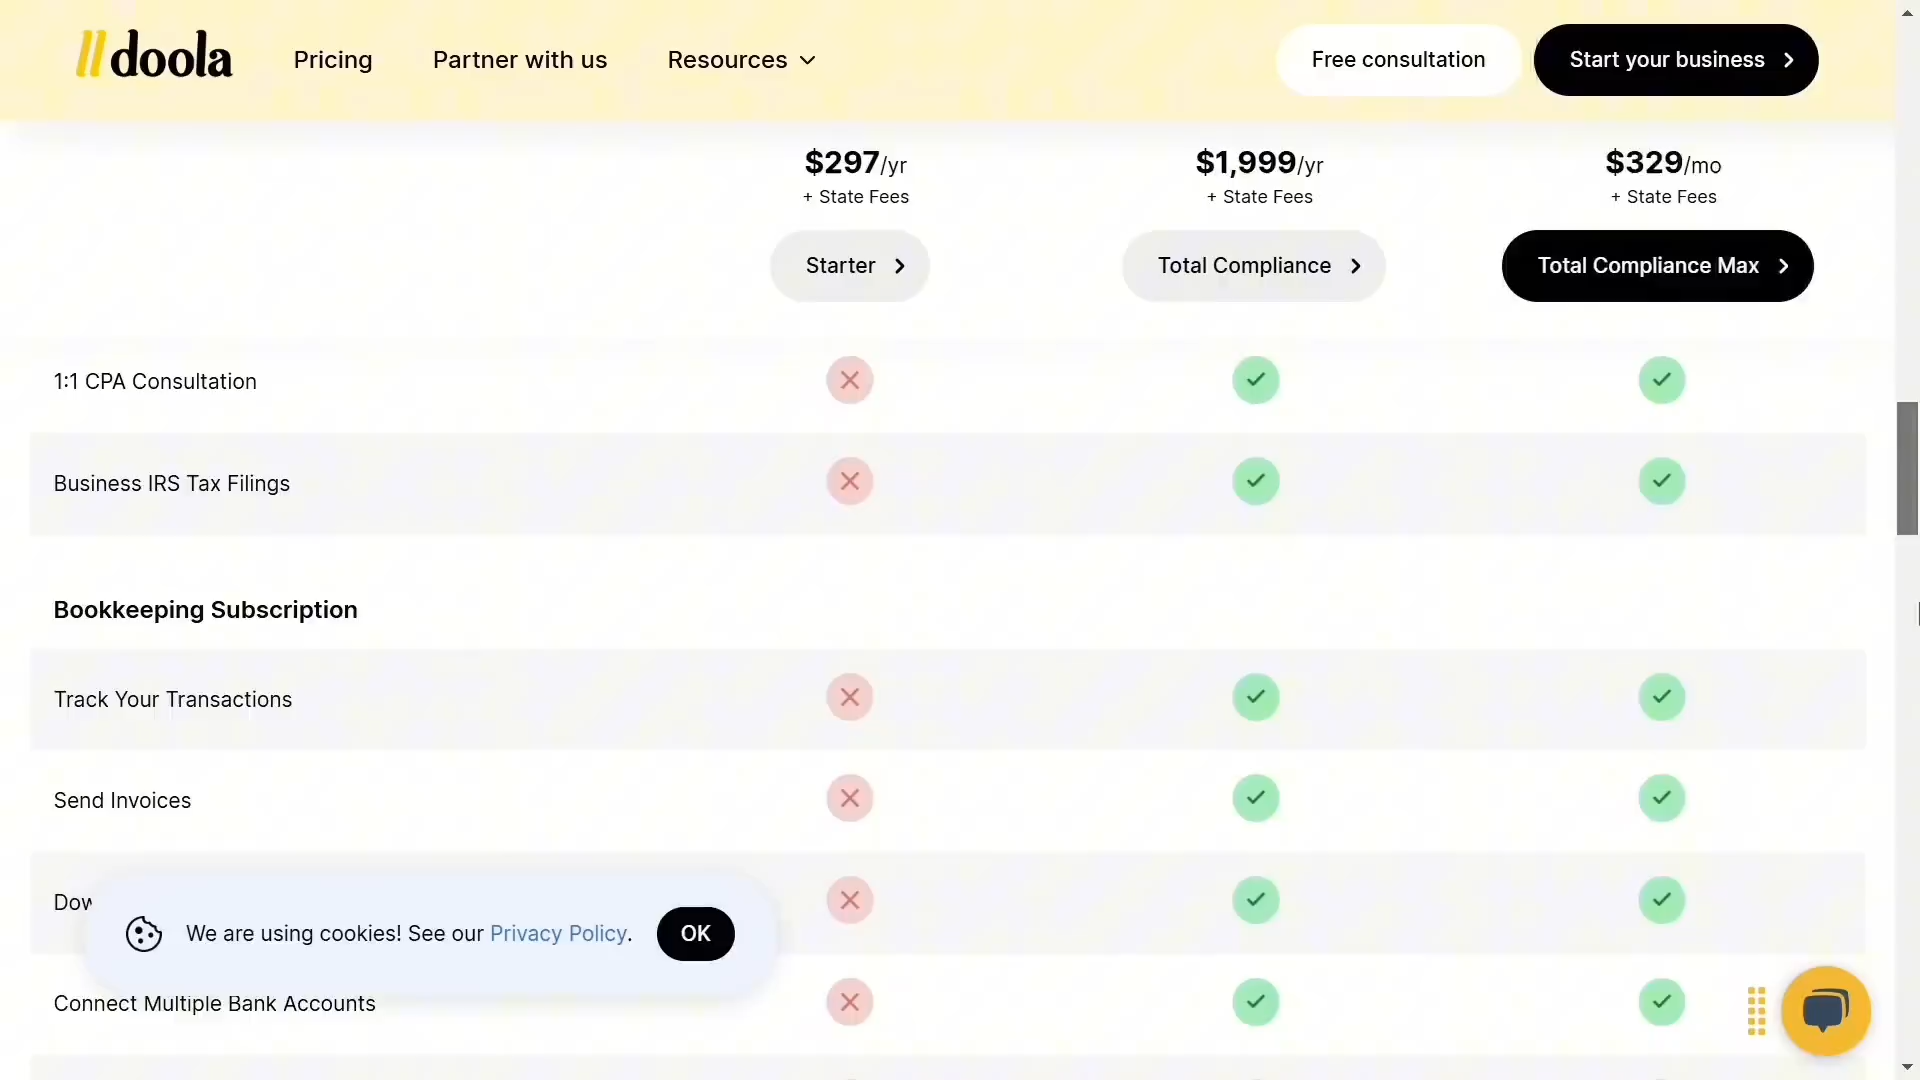 doola
Pricing
Partner with us
Resources
Free consultation
Start your business
$297/yr
+ State Fees
$1,999/yr
+ State Fees
$329/mo
+ State Fees
Starter
Total Compliance
Total Compliance Max
1:1 CPA Consultation
Business IRS Tax Filings
Bookkeeping Subscription
Track Your Transactions
Send Invoices
We are using cookies! See our Privacy Policy.
OK
Connect Multiple Bank Accounts